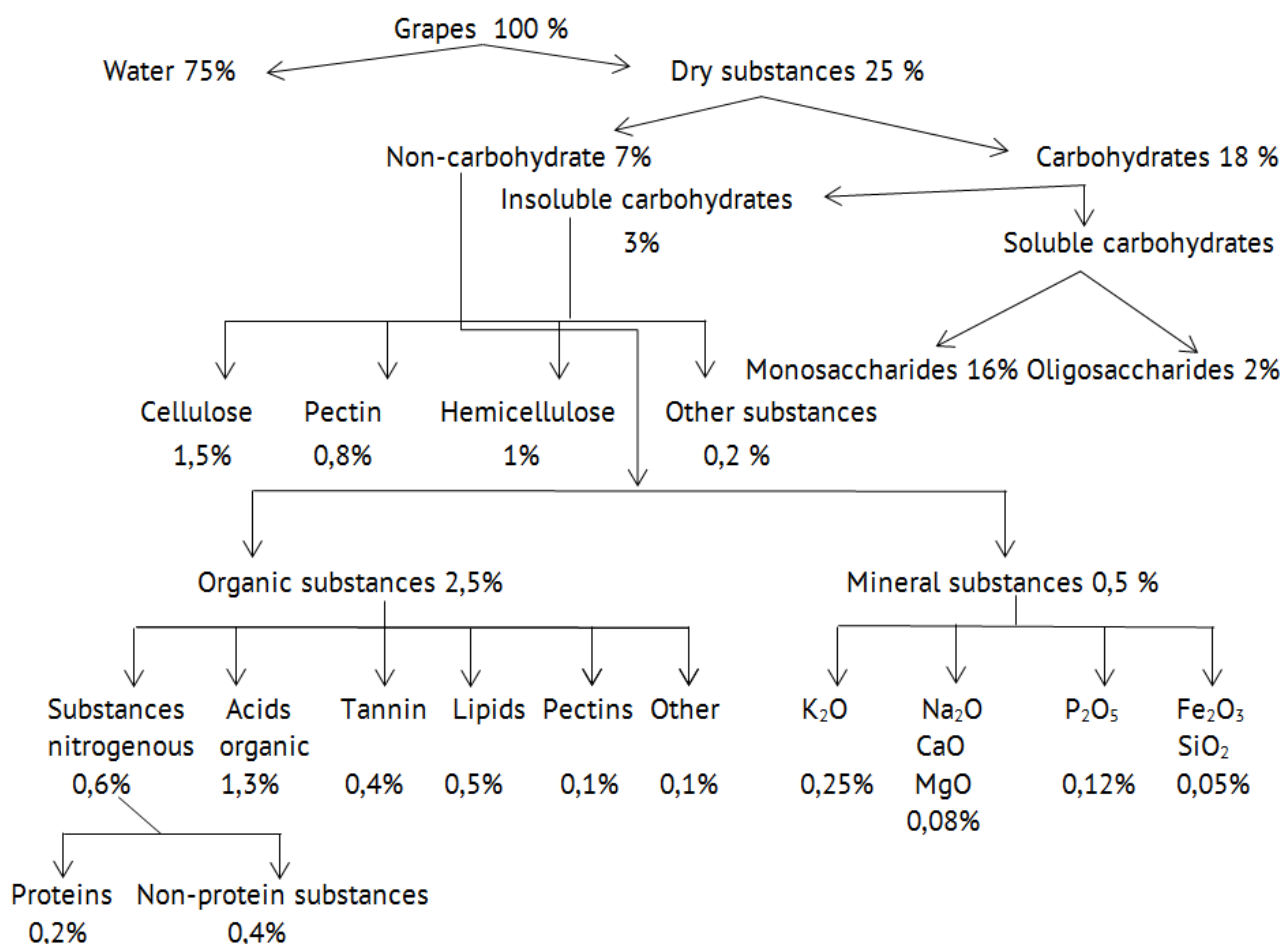 Grapes 100 %
Water 75%
Dry substances 25 %
Non-carbohydrate 7%
Carbohydrates 18 %
Insoluble carbohydrates
3%
Soluble carbohydrates
Monosaccharides 16% Oligosaccharides 2%
Cellulose Pectin Hemicellulose Other substances
1,5% 0,8% 1% 0,2 %
Organic substances 2,5%
Mineral substances 0,5 %
Substances Acids Tannin Lipids Pectins Other K₂O Na₂O P₂O₅ Fe₂O₃
nitrogenous organic CaO SiO₂
0,6% 1,3% 0,4% 0,5% 0,1% 0,1% 0,25% MgO 0,12% 0,05%
0,08%
Proteins Non-protein substances
0,2% 0,4%